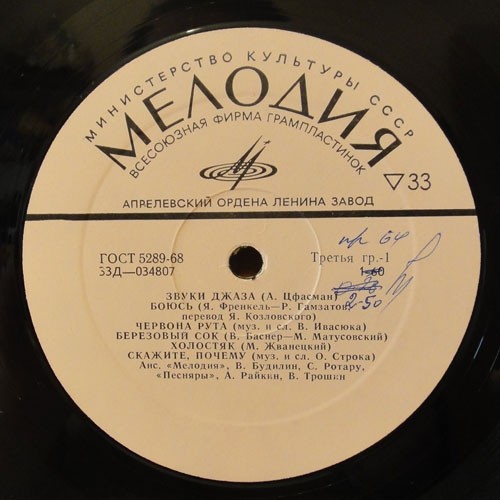 МИНИСТЕРСТВО КУЛЬТУРЫ СССР
МЕЛОДИЯ
ВСЕСОЮЗНАЯ ФИРМА ГРАМПЛАСТИНОК
▽33
АПРЕЛЕВСКИЙ ОРДЕНА ЛЕНИНА ЗАВОД
ГОСТ 5289-68
Третья гр.-1
33Д—034807
1-60
2-50
ЗВУКИ ДЖАЗА (А. Цфасман)
БОЮСЬ (Я. Френкель—Р. Гамзатов,
перевод Я. Козловского)
ЧЕРВОНА РУТА (муз. и сл. В. Ивасюка)
БЕРЕЗОВЫЙ СОК (В. Баснер—М. Матусовский)
ХОЛОСТЯК (М. Жванецкий)
СКАЖИТЕ, ПОЧЕМУ (муз. и сл. О. Строка)
Анс. «Мелодия», В. Будилин, С. Ротару,
«Песняры», А. Райкин, В. Трошин